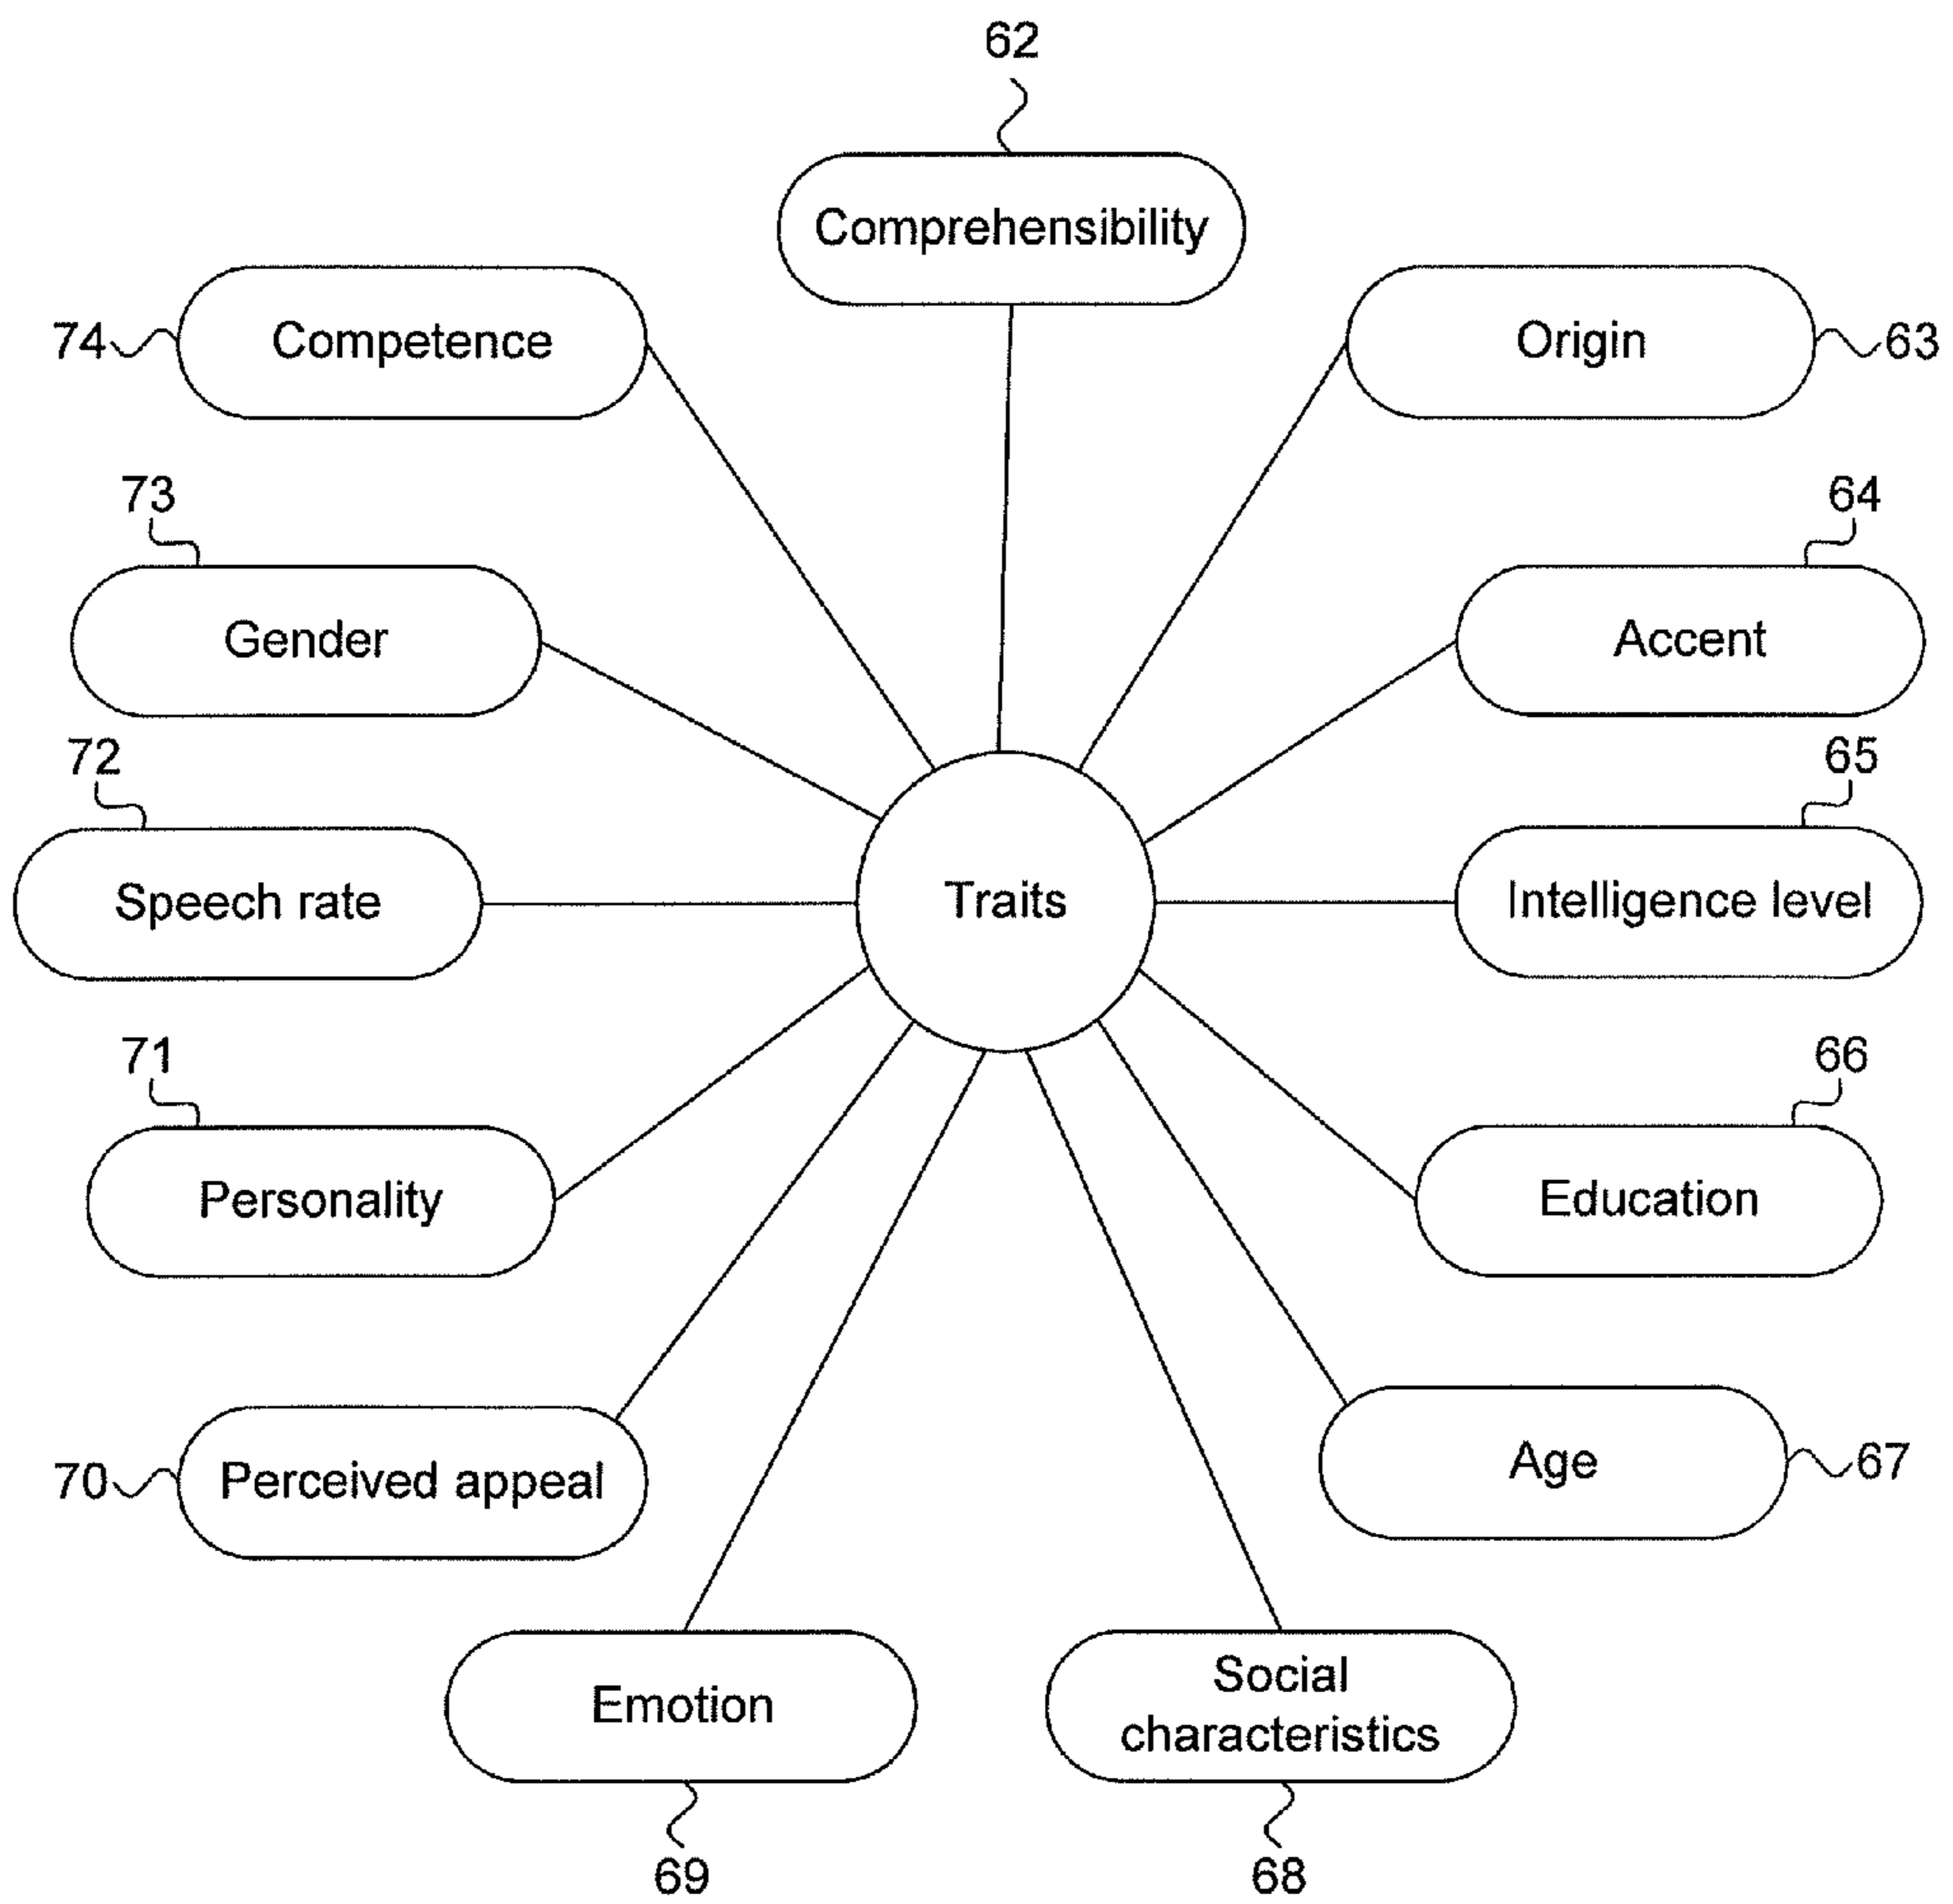 62
Comprehensibility
74
Competence
Origin
63
73
Gender
64
Accent
72
Speech rate
Traits
65
Intelligence level
71
Personality
66
Education
70
Perceived appeal
Age
67
Emotion
Social
characteristics
69
68